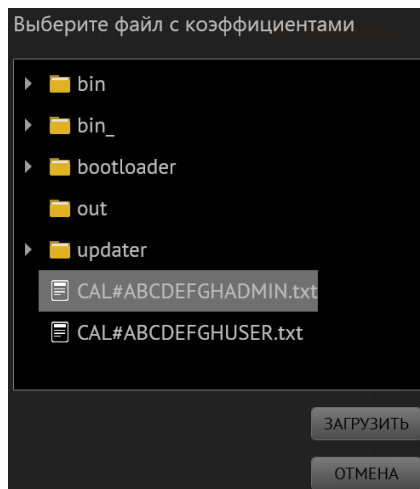 Выберите файл с коэффициентами
bin
bin_
bootloader
out
updater
CAL#ABCDEFGHADMIN.txt
CAL#ABCDEFGHUSER.txt
ЗАГРУЗИТЬ
ОТМЕНА